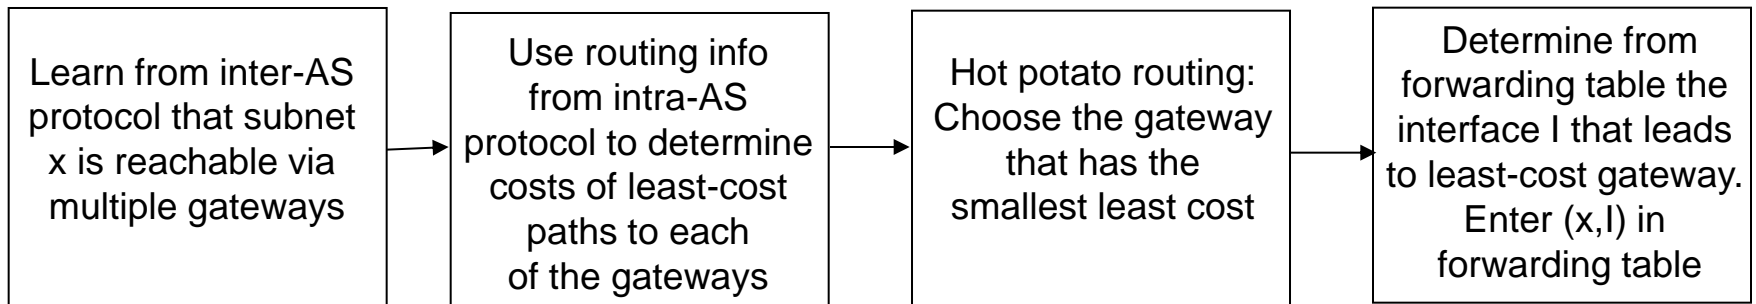 Learn from inter-AS
protocol that subnet
x is reachable via
multiple gateways
Use routing info
from intra-AS
protocol to determine
costs of least-cost
paths to each
of the gateways
Hot potato routing:
Choose the gateway
that has the
smallest least cost
Determine from
forwarding table the
interface I that leads
to least-cost gateway.
Enter (x,I) in
forwarding table